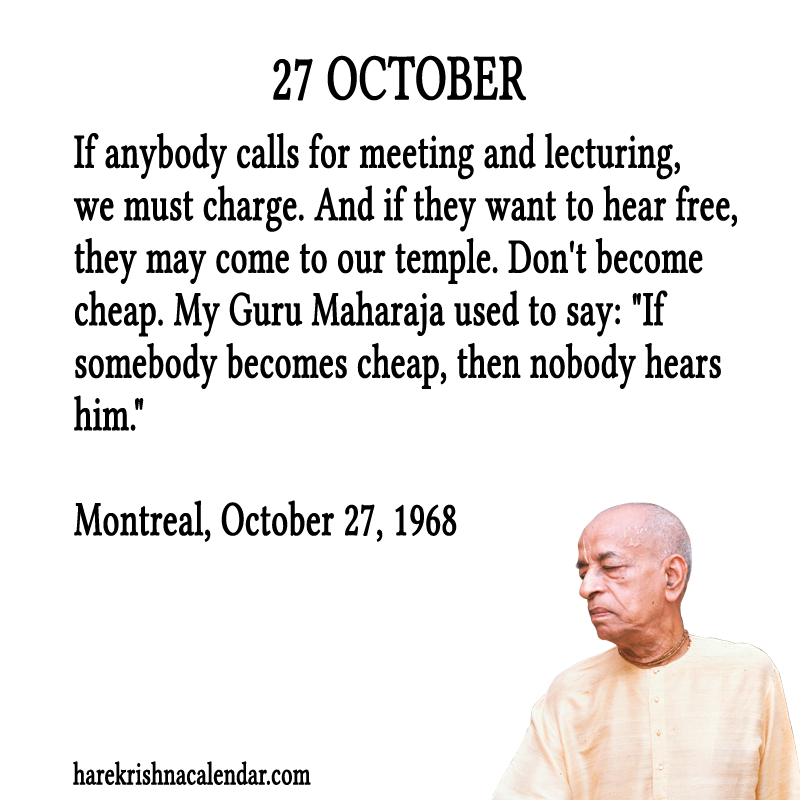 27 OCTOBER
If anybody calls for meeting and lecturing,
we must charge. And if they want to hear free,
they may come to our temple. Don't become
cheap. My Guru Maharaja used to say: "If
somebody becomes cheap, then nobody hears
him."
Montreal, October 27, 1968
harekrishnacalendar.com